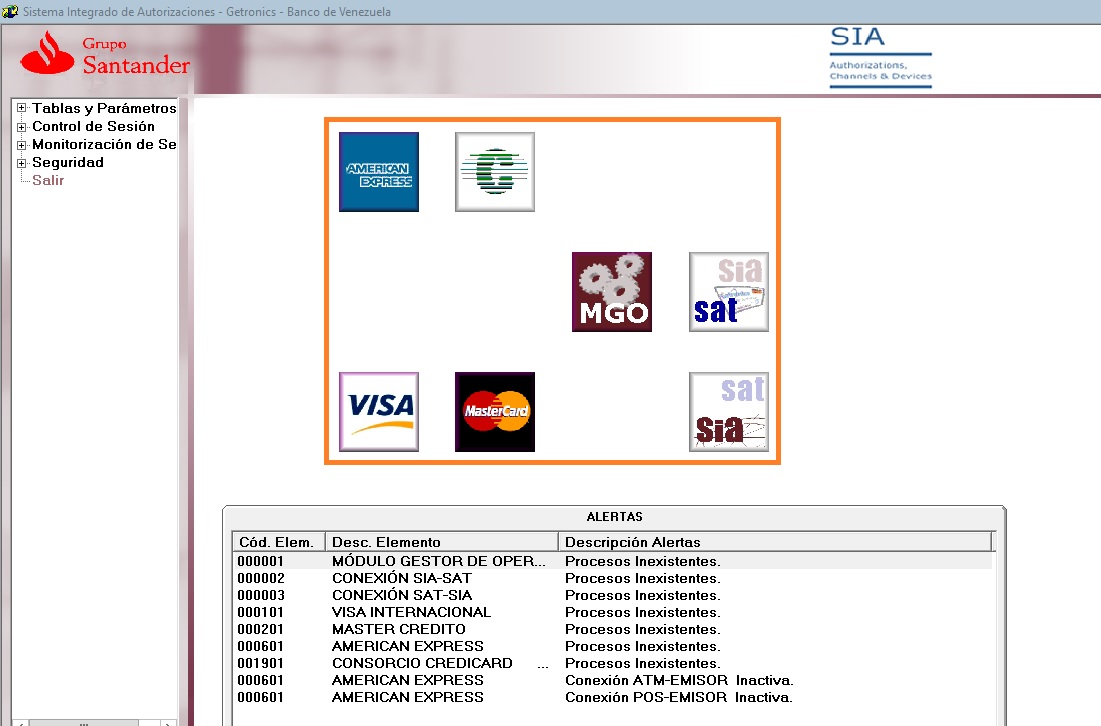 Sistema Integrado de Autorizaciones - Getronics - Banco de Venezuela
Grupo
Santander
SIA
Authorizations,
Channels & Devices
Tablas y Parámetros
Control de Sesión
Monitorización de Se
Seguridad
Salir
AMERICAN
EXPRESS
C
MGO
sia
sat
VISA
MasterCard
sat
sia
ALERTAS
Cód. Elem. Desc. Elemento Descripción Alertas
000001 MÓDULO GESTOR DE OPER... Procesos Inexistentes.
000002 CONEXIÓN SIA-SAT Procesos Inexistentes.
000003 CONEXIÓN SAT-SIA Procesos Inexistentes.
000101 VISA INTERNACIONAL Procesos Inexistentes.
000201 MASTER CREDITO Procesos Inexistentes.
000601 AMERICAN EXPRESS Procesos Inexistentes.
001901 CONSORCIO CREDICARD ... Procesos Inexistentes.
000601 AMERICAN EXPRESS Conexión ATM-EMISOR Inactiva.
000601 AMERICAN EXPRESS Conexión POS-EMISOR Inactiva.